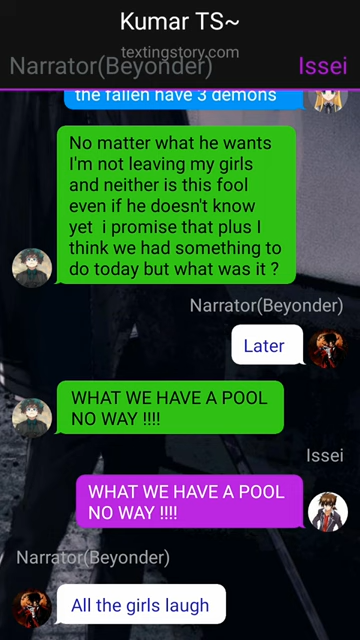 Kumar TS~
textingstory.com
Narrator(Beyonder)
Issei
the fallen have 3 demons
No matter what he wants
I'm not leaving my girls
and neither is this fool
even if he doesn't know
yet i promise that plus I
think we had something to
do today but what was it ?
Narrator(Beyonder)
Later
WHAT WE HAVE A POOL
NO WAY !!!!
Issei
WHAT WE HAVE A POOL
NO WAY !!!!
Narrator(Beyonder)
All the girls laugh